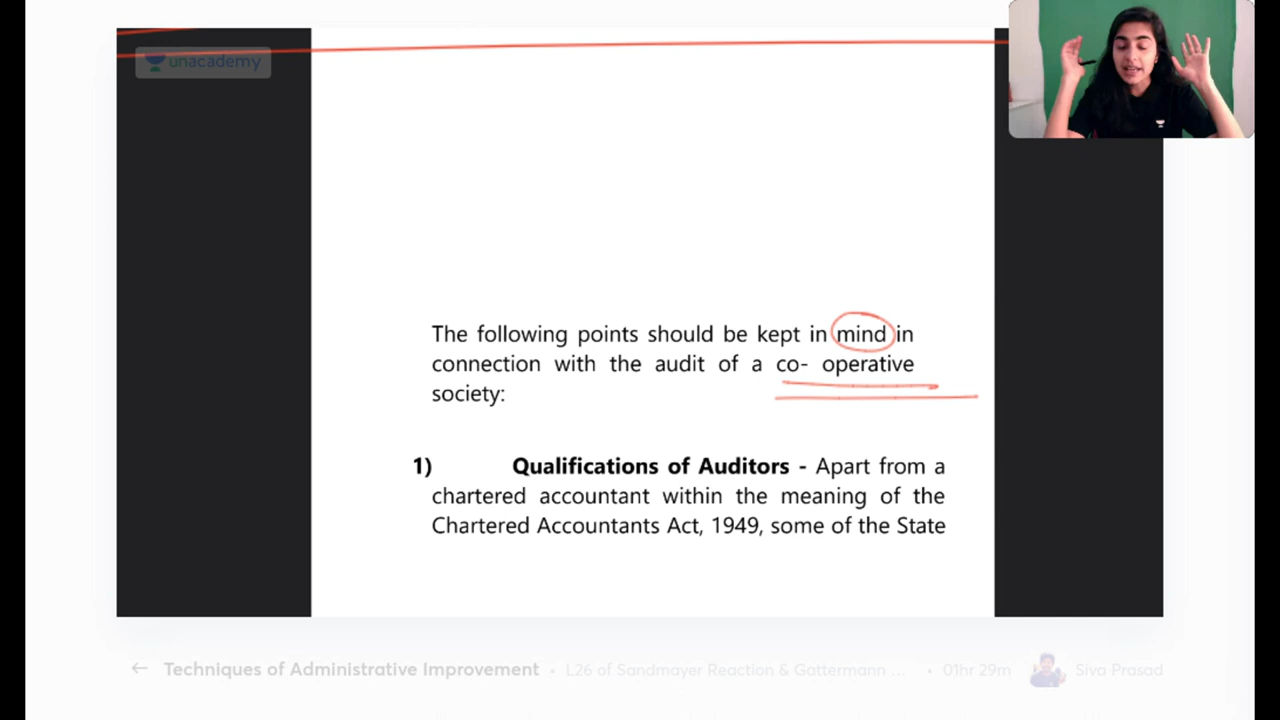 unacademy
The following points should be kept in mind in
connection with the audit of a co- operative
society:
1) Qualifications of Auditors - Apart from a
chartered accountant within the meaning of the
Chartered Accountants Act, 1949, some of the State
← Techniques of Administrative Improvement • L26 of Sandmayer Reaction & Gattermann ... • 01hr 29m Siva Prasad